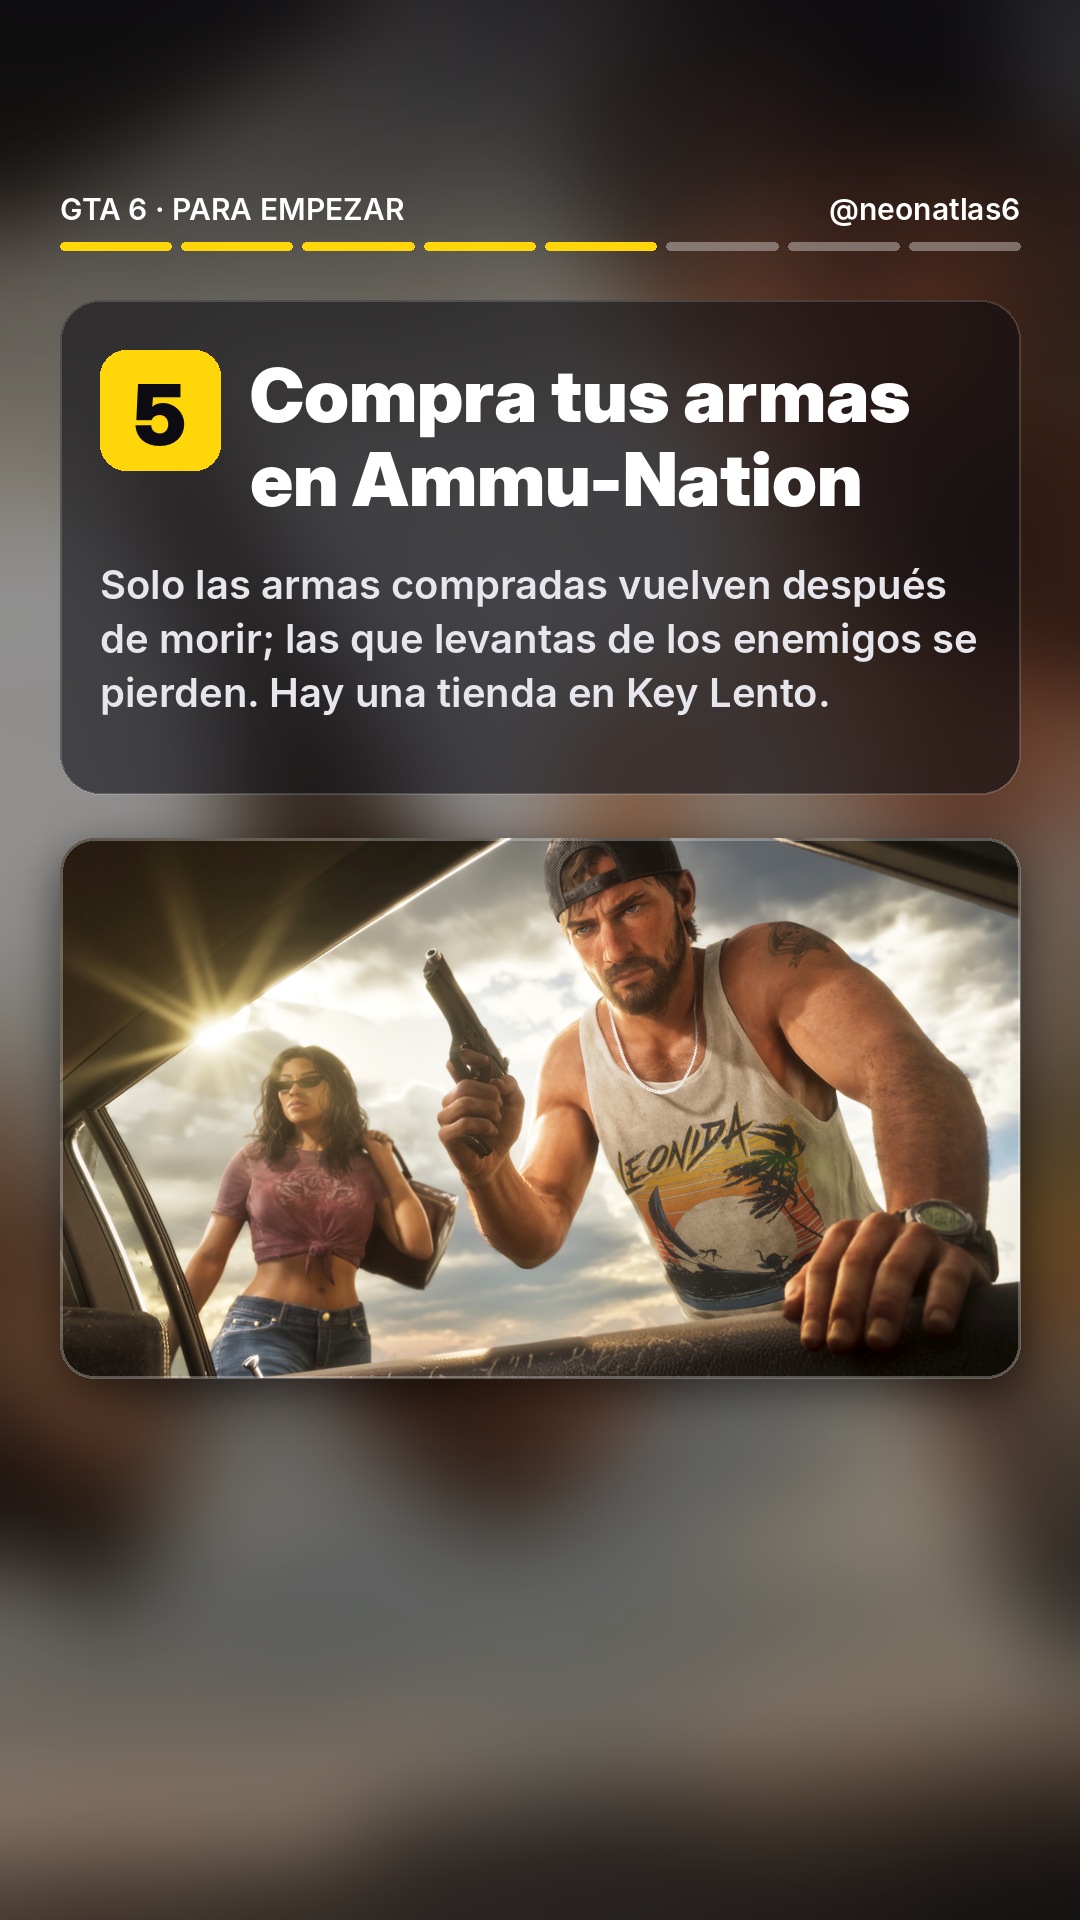 GTA 6 · PARA EMPEZAR
@neonatlas6
5
Compra tus armas
en Ammu-Nation
Solo las armas compradas vuelven después
de morir; las que levantas de los enemigos se
pierden. Hay una tienda en Key Lento.
LEONIDA